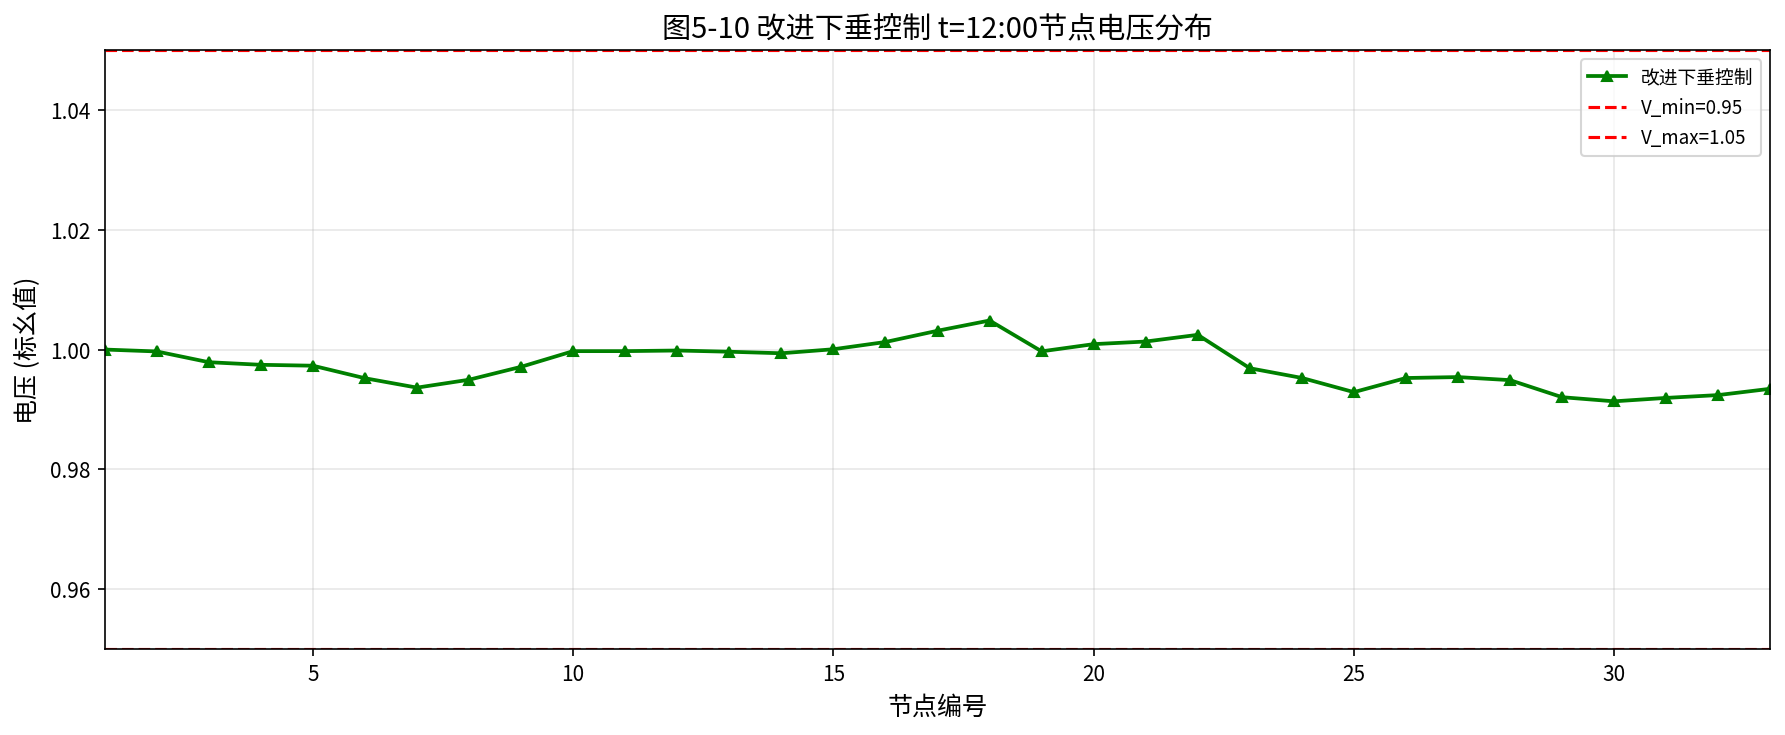 图5-10 改进下垂控制 t=12:00节点电压分布
改进下垂控制
V_min=0.95
V_max=1.05
电压 (标幺值)
1.04
1.02
1.00
0.98
0.96
5 10 15 20 25 30
节点编号